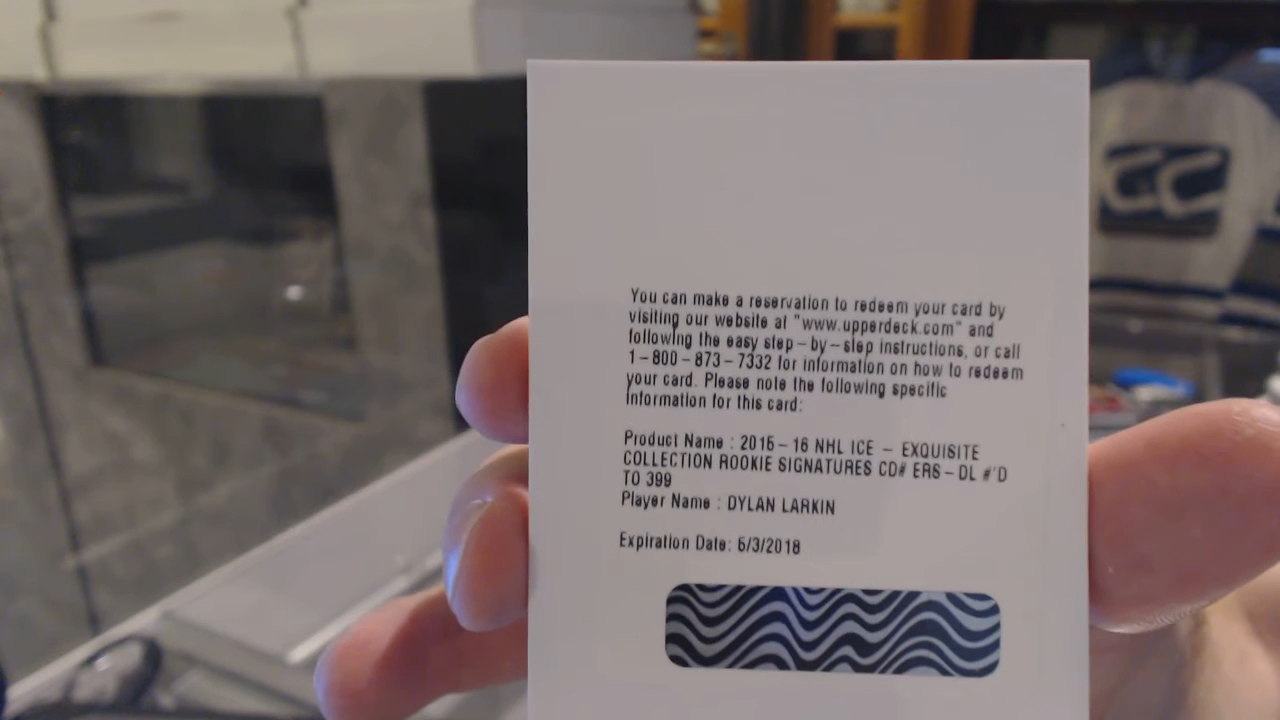 You can make a reservation to redeem your card by
visiting our website at "www.upperdeck.com" and
following the easy step-by-step instructions, or call
1-800-873-7332 for information on how to redeem
your card. Please note the following specific
information for this card:
Product Name : 2015-16 NHL ICE - EXQUISITE
COLLECTION ROOKIE SIGNATURES CD# ERS-DL #'D
TO 399
Player Name : DYLAN LARKIN
Expiration Date: 5/3/2018
CC